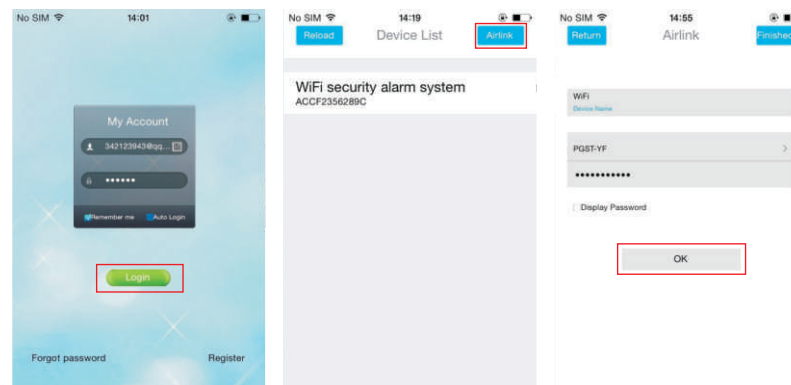 No SIM 14:01
My Account
342123943@qq...
••••••
Remember me Auto Login
Login
Forgot password Register
No SIM 14:19
Reload Device List Airlink
WiFi security alarm system
ACCF2356289C
No SIM 14:55
Return Airlink Finished
WiFi
Device Name
PGST-YF >
•••••••••••
Display Password
OK